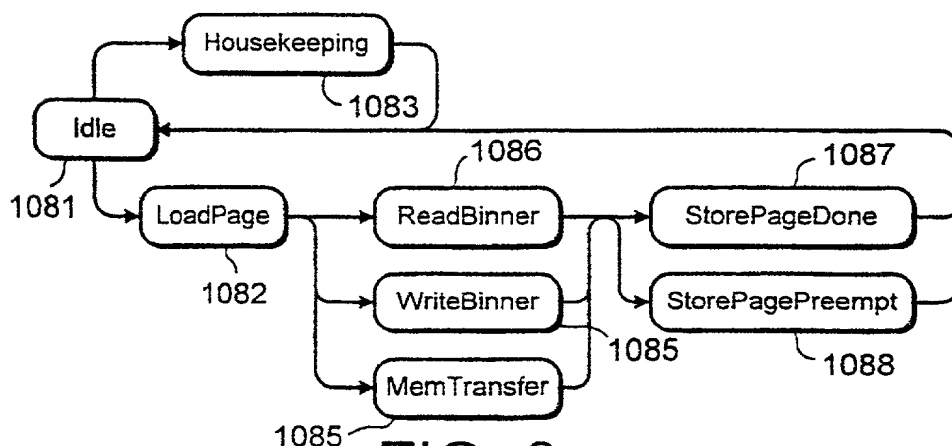 Housekeeping
1083
Idle
1081
1086
1087
LoadPage
ReadBinner
StorePageDone
1082
WriteBinner
StorePagePreempt
1085
1088
MemTransfer
1085